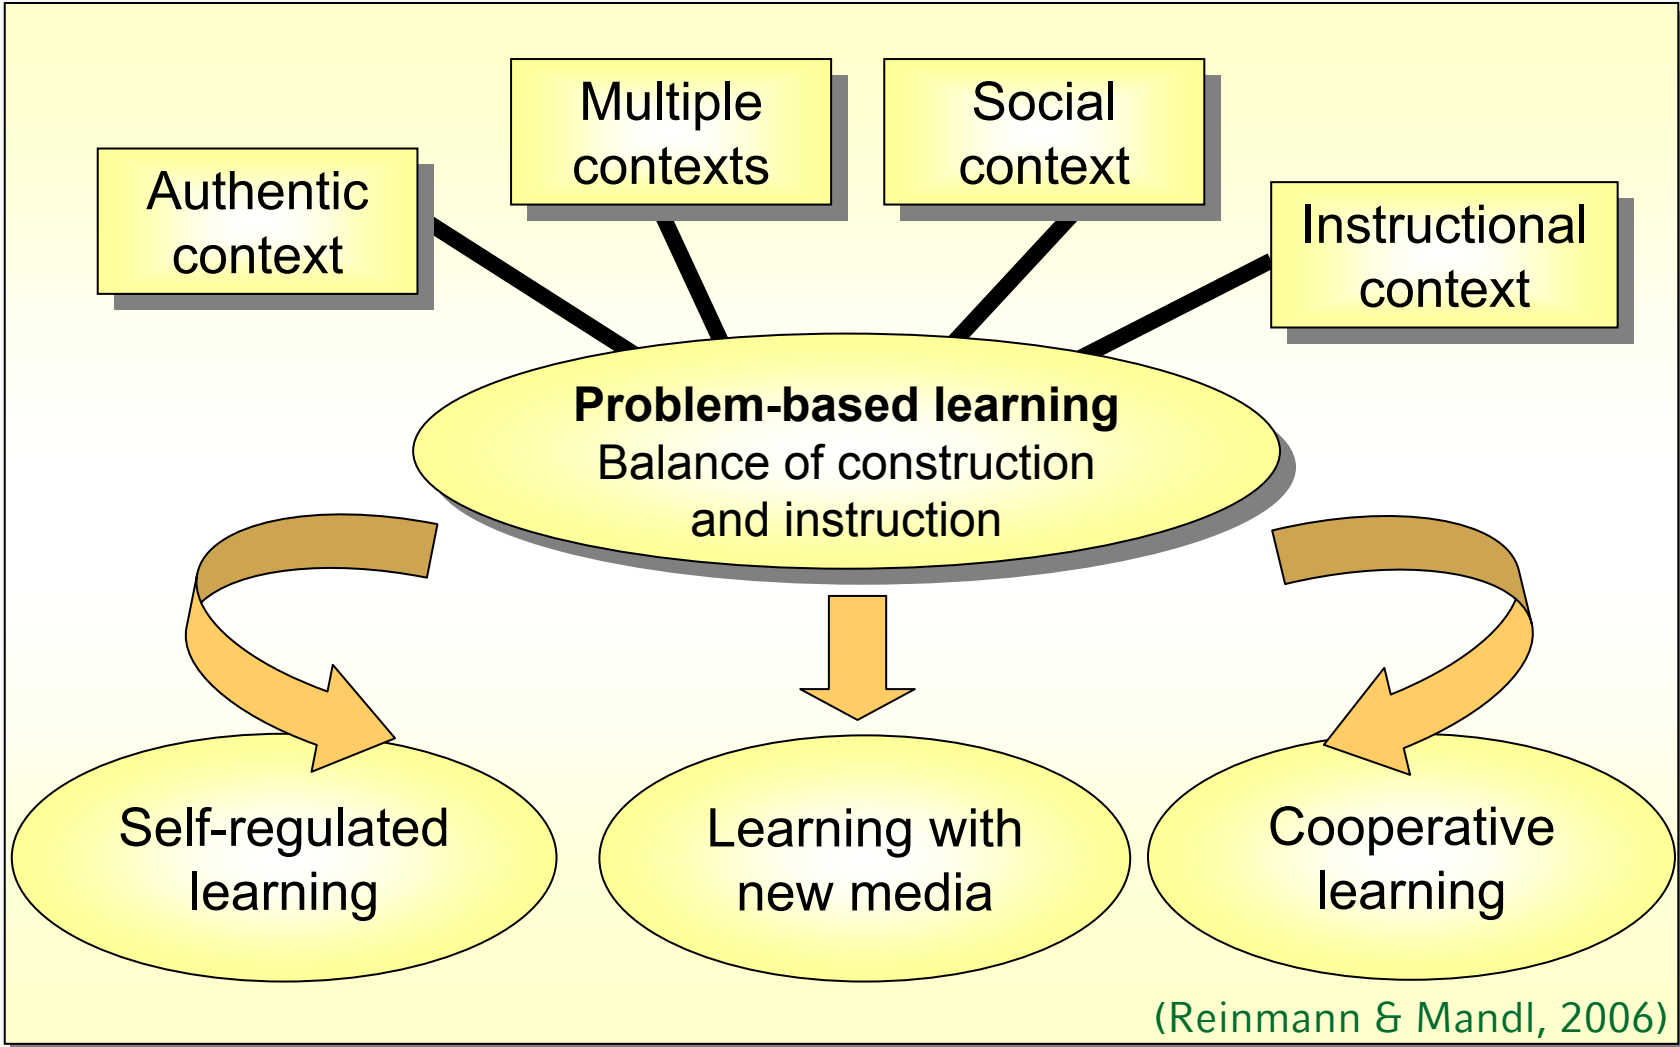 Authentic
context
Multiple
contexts
Social
context
Instructional
context
Problem-based learning
Balance of construction
and instruction
Self-regulated
learning
Learning with
new media
Cooperative
learning
(Reinmann & Mandl, 2006)